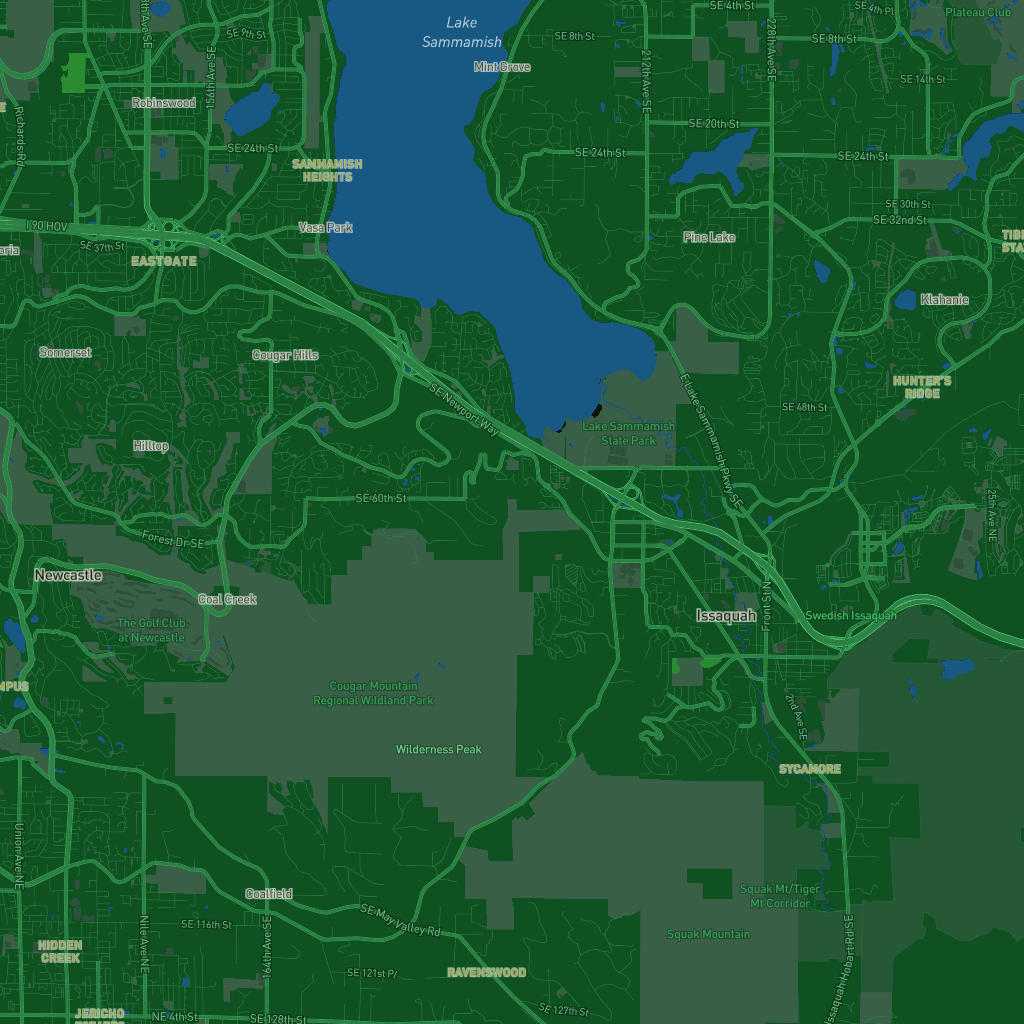 SE 4th St
SE 4th Pl
Plateau Club
Lake
Sammamish
SE 9th St
SE 8th St
SE 8th St
Mint Grove
156th Ave SE
212th Ave SE
228th Ave SE
SE 14th St
Robinswood
Richards Rd
SE 20th St
SE 24th St
SE 24th St
SE 24th St
SAMMAMISH
HEIGHTS
SE 30th St
SE 32nd St
I 90 HOV
Vasa Park
Pine Lake
SE 37th St
EASTGATE
Klahanie
Somerset
Cougar Hills
HUNTER'S
RIDGE
SE Newport Way
E Lake Sammamish Pkwy SE
SE 48th St
Lake Sammamish
State Park
Hilltop
SE 60th St
25th Ave NE
Forest Dr SE
Newcastle
Coal Creek
The Golf Club
at Newcastle
Issaquah
Front St N
Swedish Issaquah
Cougar Mountain
Regional Wildland Park
2nd Ave SE
Wilderness Peak
SYCAMORE
Union Ave NE
Coalfield
Squak Mt/Tiger
Mt Corridor
SE May Valley Rd
SE 116th St
Nile Ave NE
164th Ave SE
Squak Mountain
HIDDEN
CREEK
SE 121st Pl
RAVENSWOOD
Issaquah Hobart Rd SE
SE 127th St
JERICHO
NE 4th St
SE 128th St